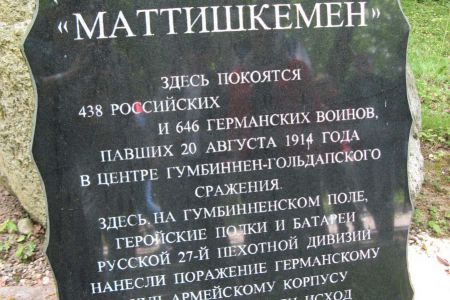 «МАТТИШКЕМЕН»
ЗДЕСЬ ПОКОЯТСЯ
438 РОССИЙСКИХ
И 646 ГЕРМАНСКИХ ВОИНОВ,
ПАВШИХ 20 АВГУСТА 1914 ГОДА
В ЦЕНТРЕ ГУМБИННЕН-ГОЛЬДАПСКОГО
СРАЖЕНИЯ.
ЗДЕСЬ, НА ГУМБИННЕНСКОМ ПОЛЕ,
ГЕРОЙСКИЕ ПОЛКИ И БАТАРЕИ
РУССКОЙ 27-Й ПЕХОТНОЙ ДИВИЗИИ
НАНЕСЛИ ПОРАЖЕНИЕ ГЕРМАНСКОМУ
АРМЕЙСКОМУ КОРПУСУ
ИСХОД